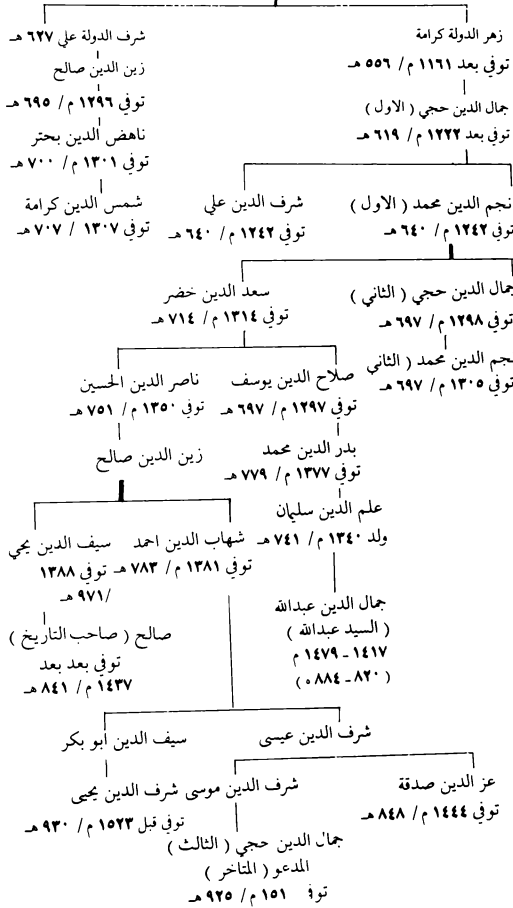 زهر الدولة كرامة
توفي بعد ١١٦١ م / ٥٥٦ هـ
جمال الدين حجي ( الاول )
توفي بعد ١٢٢٢ م / ٦١٩ هـ
شرف الدولة علي ٦٢٧ هـ
زين الدين صالح
توفي ١٢٩٦ م / ٦٩٥ هـ
ناهض الدين بحتر
توفي ١٣٠١ م / ٧٠٠ هـ
شمس الدين كرامة
توفي ١٣٠٧ / ٧٠٧ هـ
نجم الدين محمد ( الاول )
توفي ١٢٤٢ م / ٦٤٠ هـ
شرف الدين علي
توفي ١٢٤٢ م / ٦٤٠ هـ
جمال الدين حجي ( الثاني )
توفي ١٢٩٨ م / ٦٩٧ هـ
نجم الدين محمد ( الثاني
توفي ١٣٠٥ م / ٦٩٧ هـ
سعد الدين خضر
توفي ١٣١٤ م / ٧١٤ هـ
صلاح الدين يوسف
توفي ١٢٩٧ م / ٦٩٧ هـ
بدر الدين محمد
توفي ١٣٧٧ م / ٧٧٩ هـ
علم الدين سليمان
ولد ١٣٤٠ م / ٧٤١ هـ
جمال الدين عبدالله
( السيد عبدالله )
١٤١٧ ـ ١٤٧٩ م
( ٨٢٠ ـ ٨٨٤ ه )
ناصر الدين الحسين
توفي ١٣٥٠ م / ٧٥١ هـ
زين الدين صالح
شهاب الدين احمد
توفي ١٣٨١ م / ٧٨٣ هـ
سيف الدين يحي
توفي ١٣٨٨
/ ٩٧١ هـ
صالح ( صاحب التاريخ )
توفي بعد بعد
١٤٣٧ م / ٨٤١ هـ
شرف الدين عيسى
سيف الدين ابو بكر
عز الدين صدقة
توفي ١٤٤٤ م / ٨٤٨ هـ
شرف الدين موسى
شرف الدين يحيى
توفي قبل ١٥٢٣ م / ٩٣٠ هـ
جمال الدين حجي ( الثالث )
المدعو ( المتاخر )
توفـ ١٥١ م / ٩٢٥ هـ